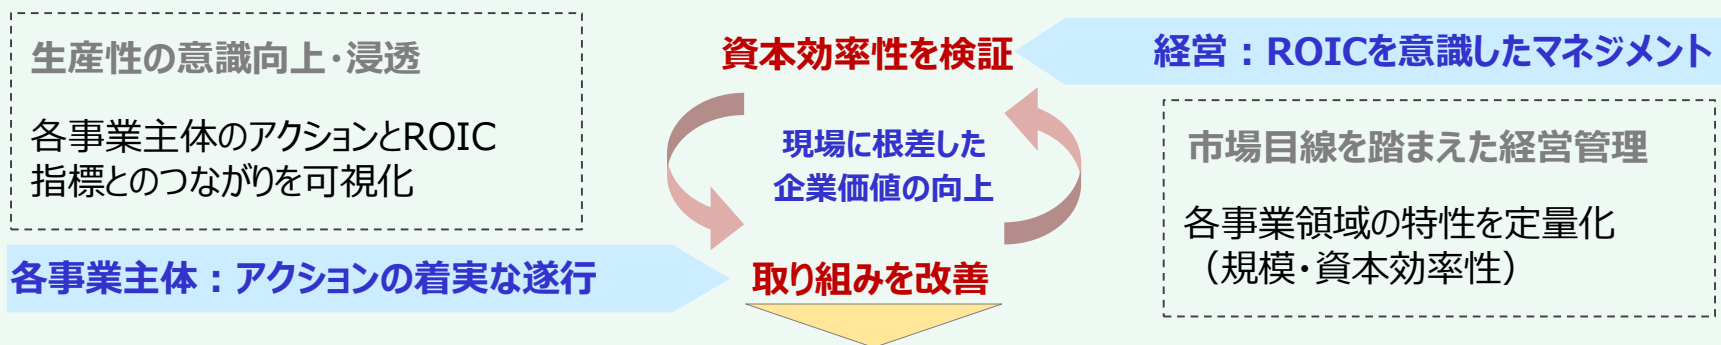 生産性の意識向上・浸透
各事業主体のアクションとROIC
指標とのつながりを可視化
各事業主体：アクションの着実な遂行
資本効率性を検証
現場に根差した
企業価値の向上
取り組みを改善
経営：ROICを意識したマネジメント
市場目線を踏まえた経営管理
各事業領域の特性を定量化
（規模・資本効率性）